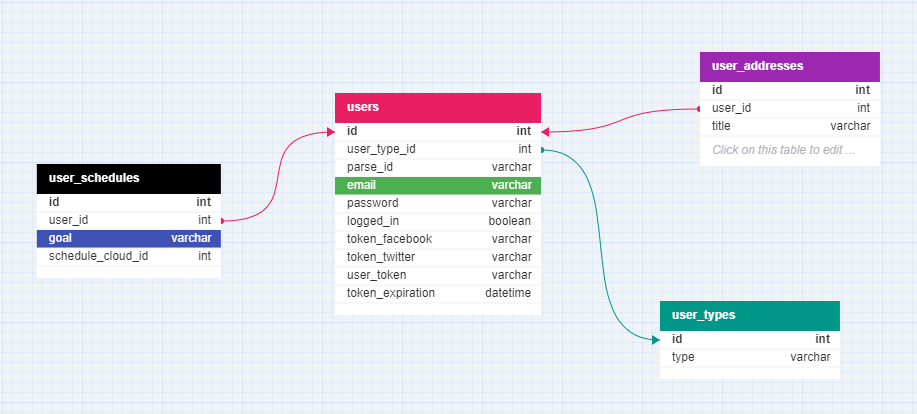 user_addresses
id int
user_id int
title varchar
Click on this table to edit ...
users
id int
user_type_id int
parse_id varchar
email varchar
password varchar
logged_in boolean
token_facebook varchar
token_twitter varchar
user_token varchar
token_expiration datetime
user_schedules
id int
user_id int
goal varchar
schedule_cloud_id int
user_types
id int
type varchar